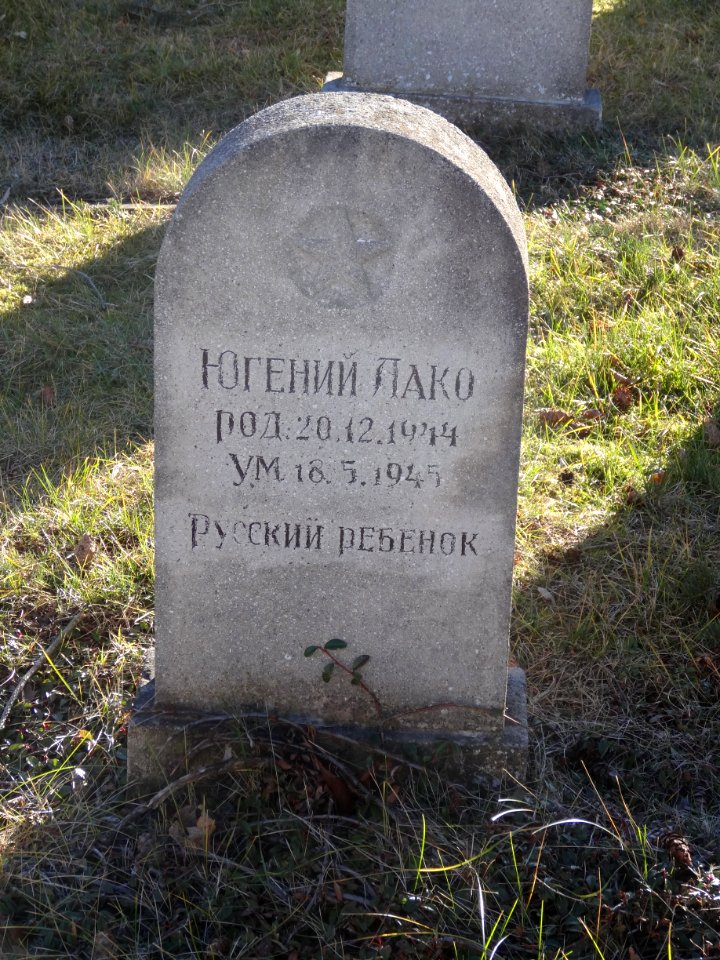 Югений Лако
род. 20.12.1944
ум. 18.5.1945
Русский ребенок